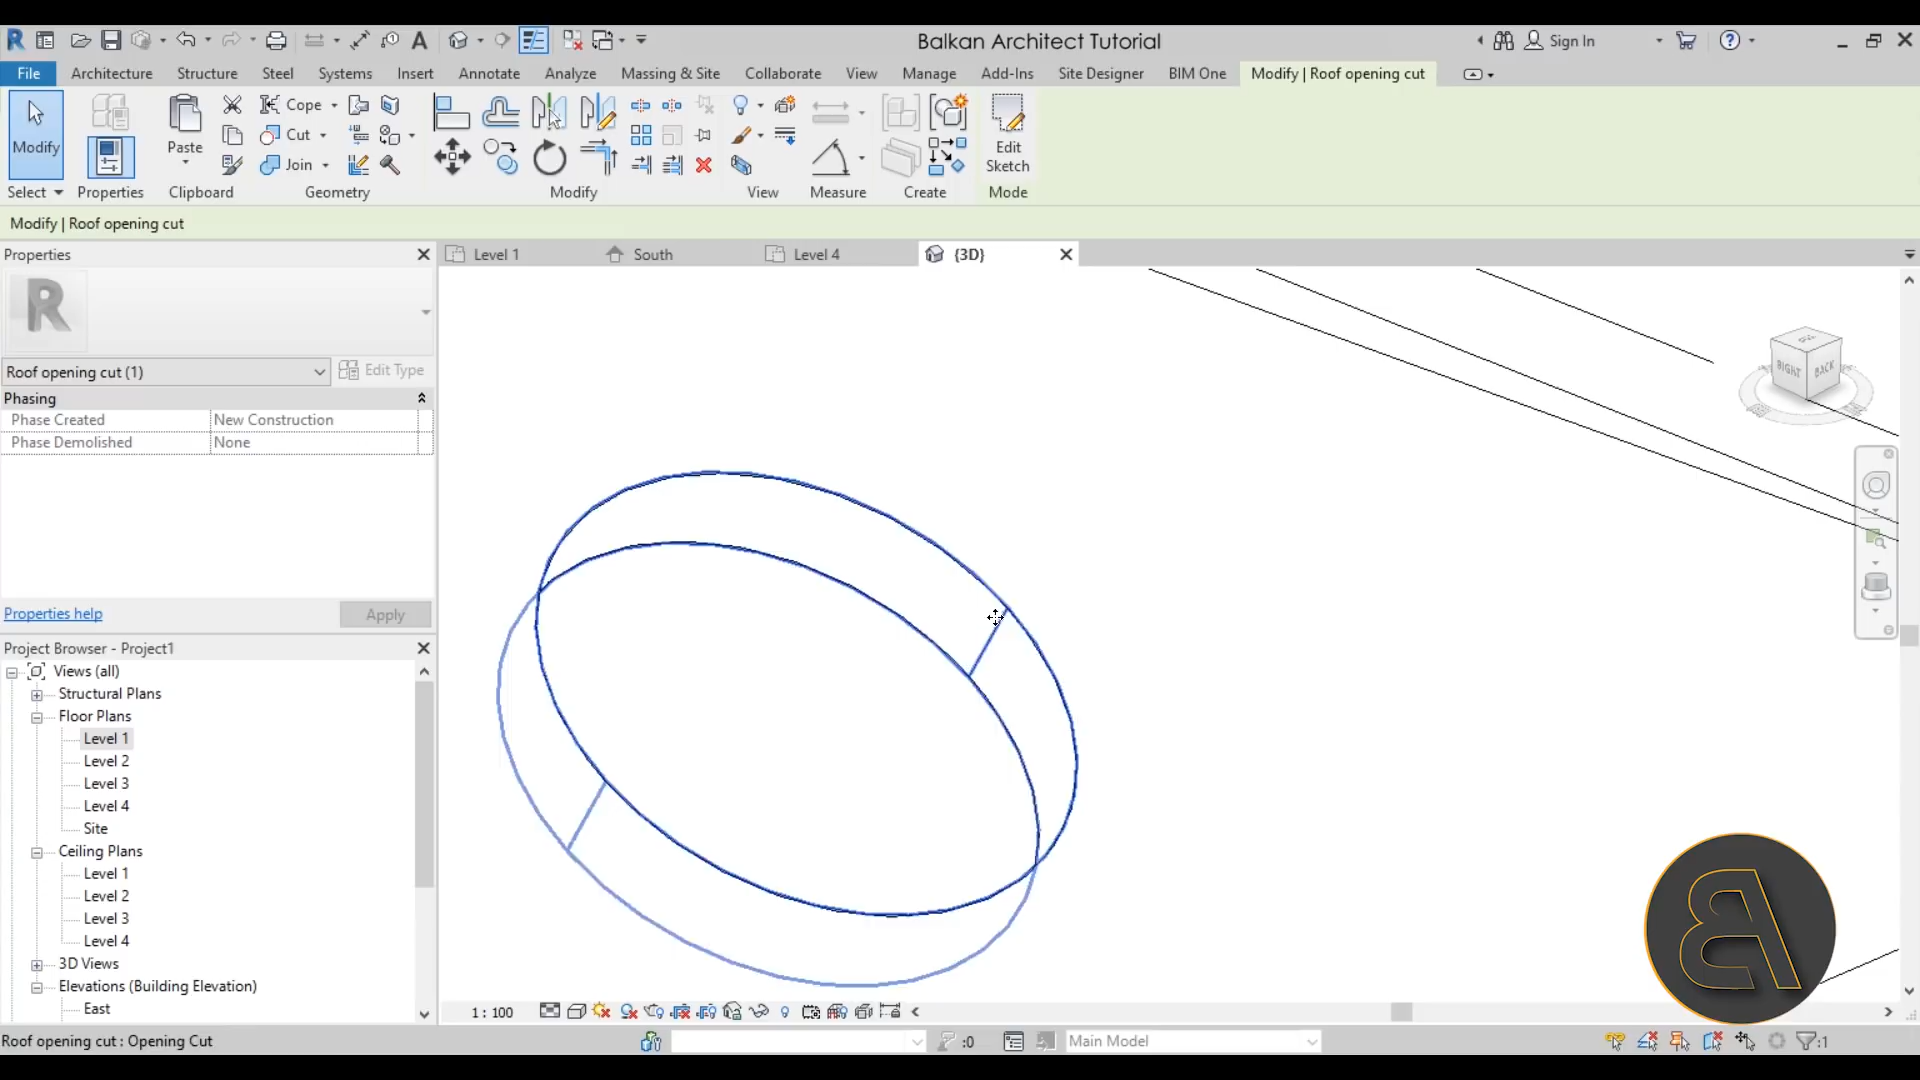 Balkan Architect Tutorial
Sign In
File
Architecture
Structure
Steel
Systems
Insert
Annotate
Analyze
Massing & Site
Collaborate
View
Manage
Add-Ins
Site Designer
BIM One
Modify | Roof opening cut
Modify
Paste
Cope
Cut
Join
Edit
Sketch
Select
Properties
Clipboard
Geometry
Modify
View
Measure
Create
Mode
Modify | Roof opening cut
Properties
Level 1
South
Level 4
{3D}
R
Roof opening cut (1)
Edit Type
Phasing
Phase Created
New Construction
Phase Demolished
None
RIGHT
BACK
Properties help
Apply
Project Browser - Project1
Views (all)
Structural Plans
Floor Plans
Level 1
Level 2
Level 3
Level 4
Site
Ceiling Plans
Level 1
Level 2
Level 3
Level 4
3D Views
Elevations (Building Elevation)
East
1 : 100
Roof opening cut : Opening Cut
:0
Main Model
:1